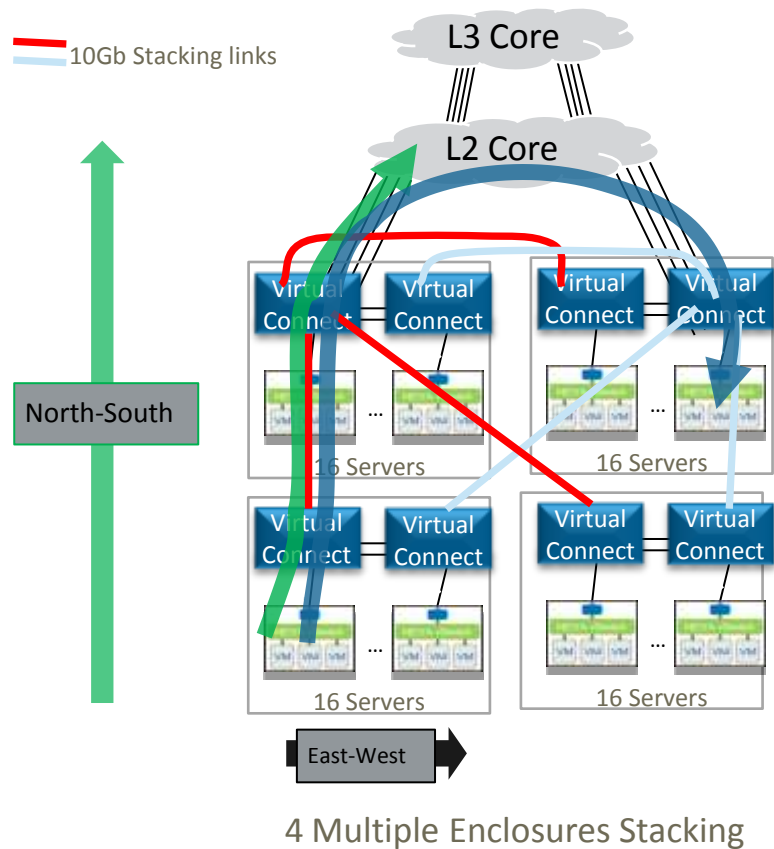 L3 Core
10Gb Stacking links
L2 Core
Virtual Connect
Virtual Connect
Virtual Connect
Virtual Connect
North-South
...
...
16 Servers
16 Servers
Virtual Connect
Virtual Connect
Virtual Connect
Virtual Connect
...
...
16 Servers
16 Servers
East-West
4 Multiple Enclosures Stacking